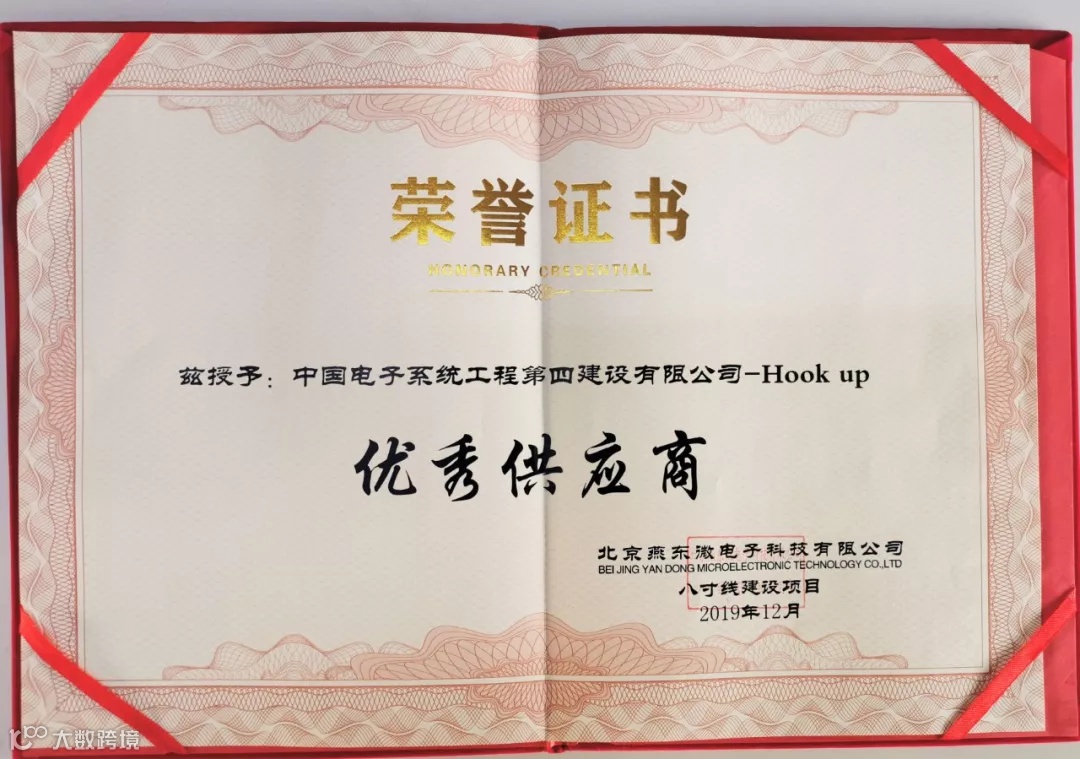 荣誉证书
HONORARY CREDENTIAL
兹授予：中国电子系统工程第四建设有限公司-Hook up
优秀供应商
北京燕东微电子科技有限公司
BEI JING YAN DONG MICROELECTRONIC TECHNOLOGY CO.,LTD
八寸线建设项目
2019年12月
大数跨境